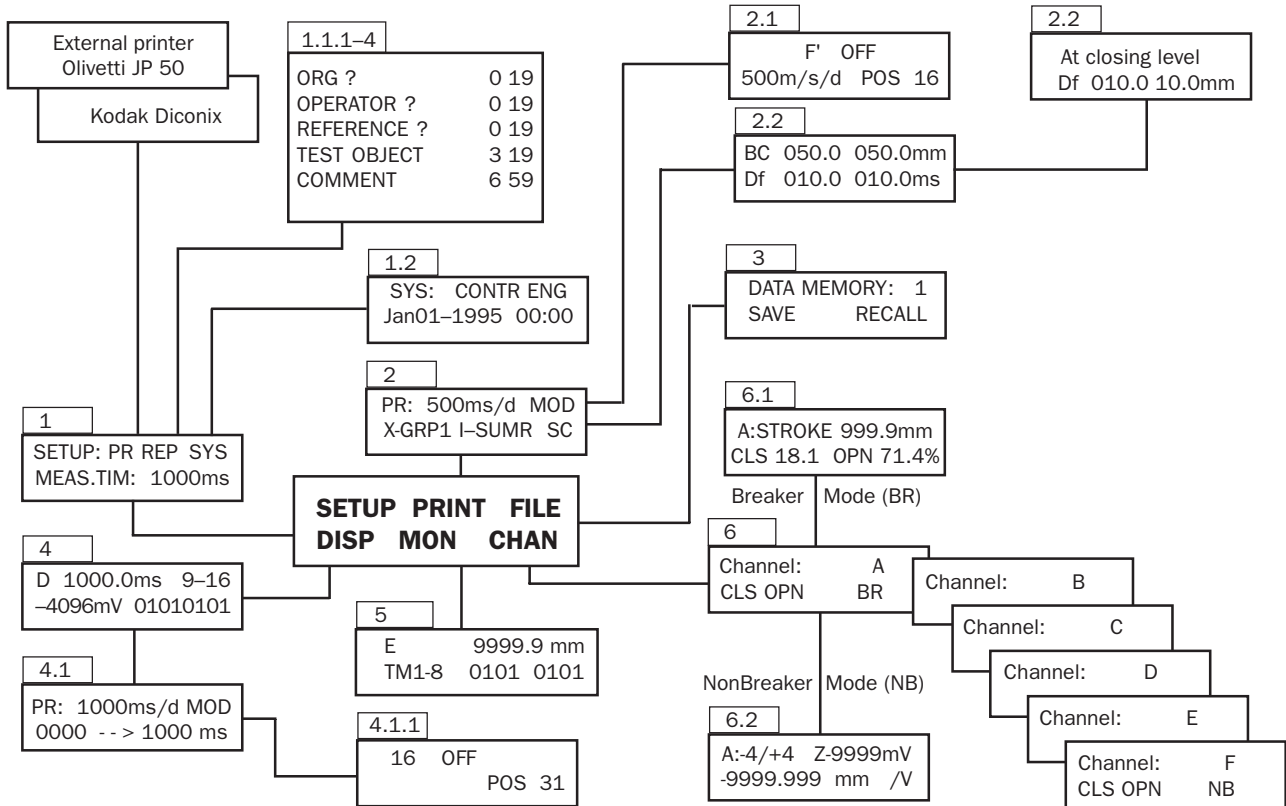 External printer
Olivetti JP 50
Kodak Diconix
1.1.1–4
ORG ? 0 19
OPERATOR ? 0 19
REFERENCE ? 0 19
TEST OBJECT 3 19
COMMENT 6 59
2.1
F' OFF
500m/s/d POS 16
2.2
At closing level
Df 010.0 10.0mm
2.2
BC 050.0 050.0mm
Df 010.0 010.0ms
1.2
SYS: CONTR ENG
Jan01–1995 00:00
3
DATA MEMORY: 1
SAVE RECALL
2
PR: 500ms/d MOD
X-GRP1 I–SUMR SC
1
SETUP: PR REP SYS
MEAS.TIM: 1000ms
6.1
A:STROKE 999.9mm
CLS 18.1 OPN 71.4%
Breaker Mode (BR)
SETUP PRINT FILE
DISP MON CHAN
4
D 1000.0ms 9–16
–4096mV 01010101
5
E 9999.9 mm
TM1-8 0101 0101
6
Channel: A
CLS OPN BR
Channel: B
Channel: C
Channel: D
Channel: E
Channel: F
CLS OPN NB
4.1
PR: 1000ms/d MOD
0000 - - > 1000 ms
4.1.1
16 OFF
POS 31
NonBreaker Mode (NB)
6.2
A:-4/+4 Z-9999mV
-9999.999 mm /V